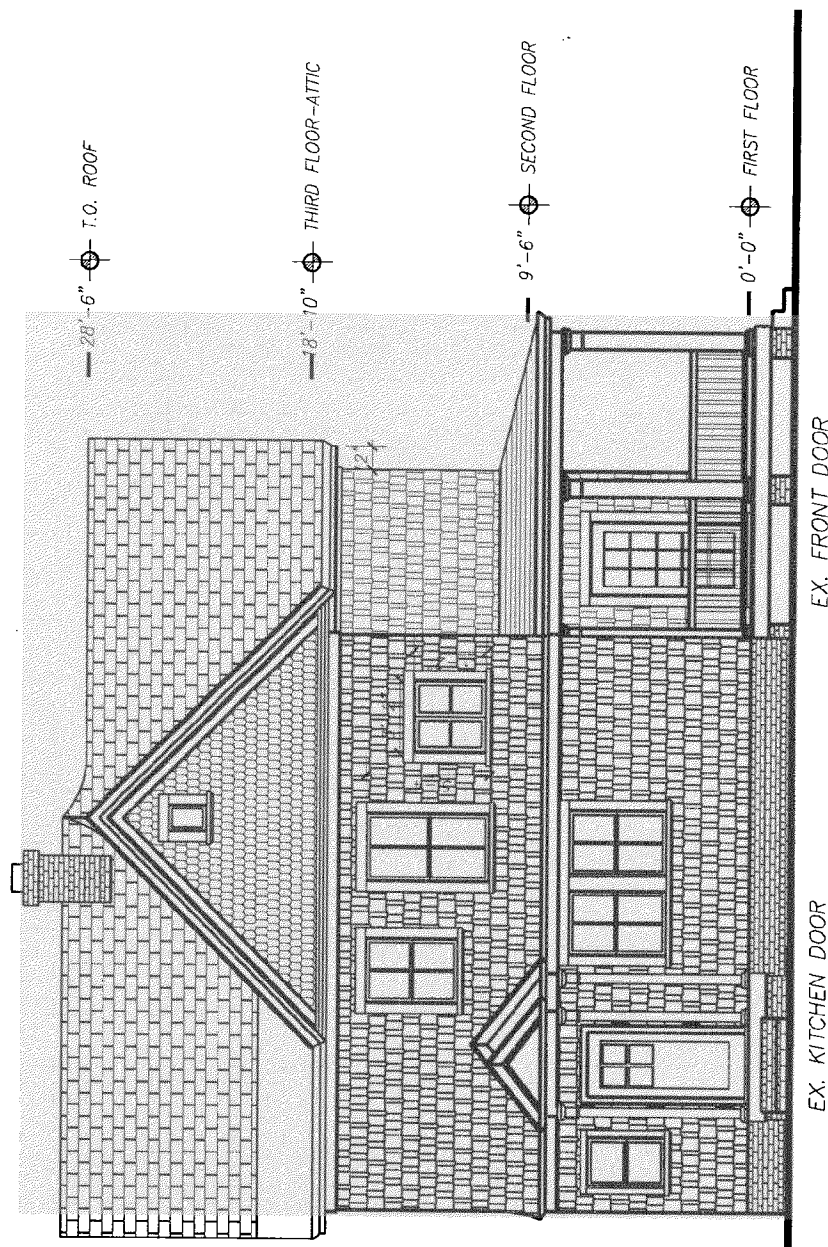 28'-6" T.O. ROOF
18'-10" THIRD FLOOR-ATTIC
2'
9'-6" SECOND FLOOR
0'-0" FIRST FLOOR
EX. KITCHEN DOOR
EX. FRONT DOOR